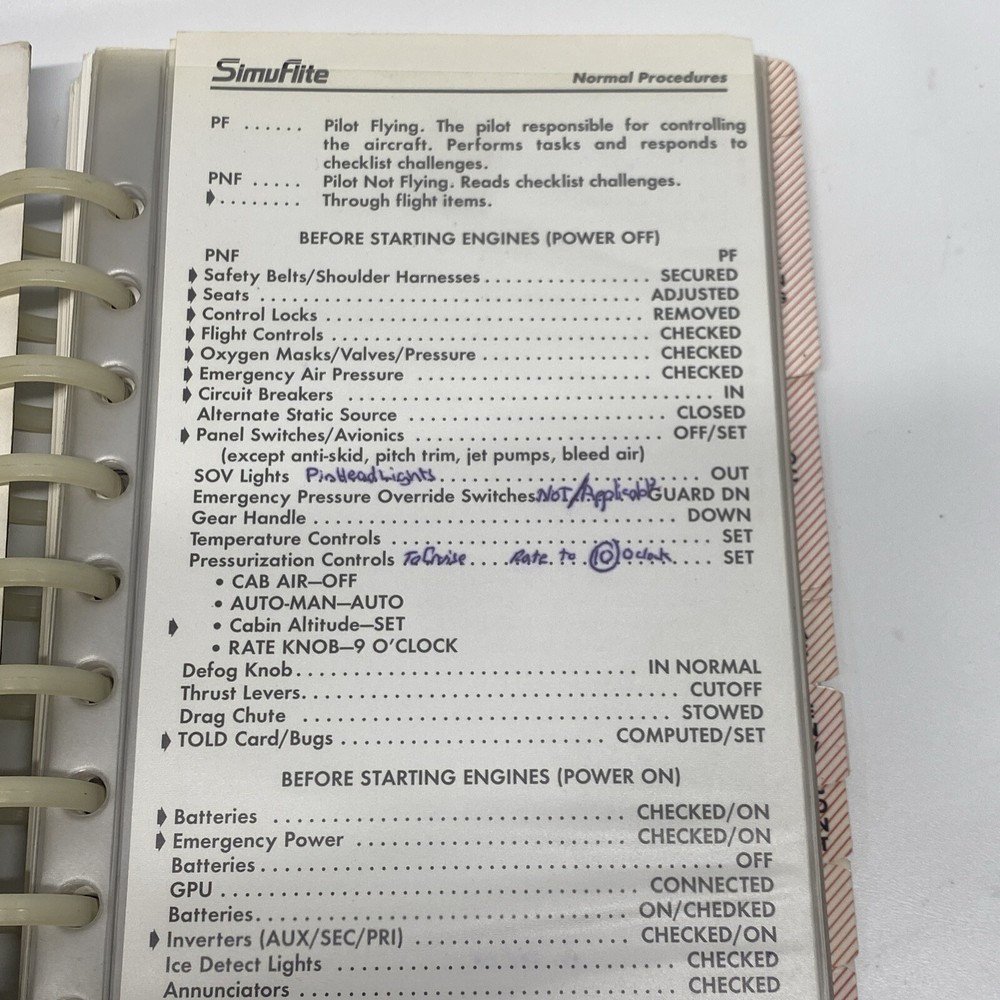 SimuFlite Normal Procedures
PF ...... Pilot Flying. The pilot responsible for controlling
the aircraft. Performs tasks and responds to
checklist challenges.
PNF ..... Pilot Not Flying. Reads checklist challenges.
........ Through flight items.
BEFORE STARTING ENGINES (POWER OFF)
PNF PF
Safety Belts/Shoulder Harnesses ........ SECURED
Seats ........ ADJUSTED
Control Locks ........ REMOVED
Flight Controls ........ CHECKED
Oxygen Masks/Valves/Pressure ........ CHECKED
Emergency Air Pressure ........ CHECKED
Circuit Breakers ........ IN
Alternate Static Source ........ CLOSED
Panel Switches/Avionics ........ OFF/SET
(except anti-skid, pitch trim, jet pumps, bleed air)
SOV Lights PinHeadLights ........ OUT
Emergency Pressure Override Switches Not/Applicable GUARD DN
Gear Handle ........ DOWN
Temperature Controls ........ SET
Pressurization Controls To Cruise .... Rate to 10 O'clock .... SET
• CAB AIR—OFF
• AUTO-MAN—AUTO
• Cabin Altitude—SET
• RATE KNOB—9 O'CLOCK
Defog Knob ........ IN NORMAL
Thrust Levers ........ CUTOFF
Drag Chute ........ STOWED
TOLD Card/Bugs ........ COMPUTED/SET
BEFORE STARTING ENGINES (POWER ON)
Batteries ........ CHECKED/ON
Emergency Power ........ CHECKED/ON
Batteries ........ OFF
GPU ........ CONNECTED
Batteries ........ ON/CHEDKED
Inverters (AUX/SEC/PRI) ........ CHECKED/ON
Ice Detect Lights ........ CHECKED
Annunciators ........ CHECKED